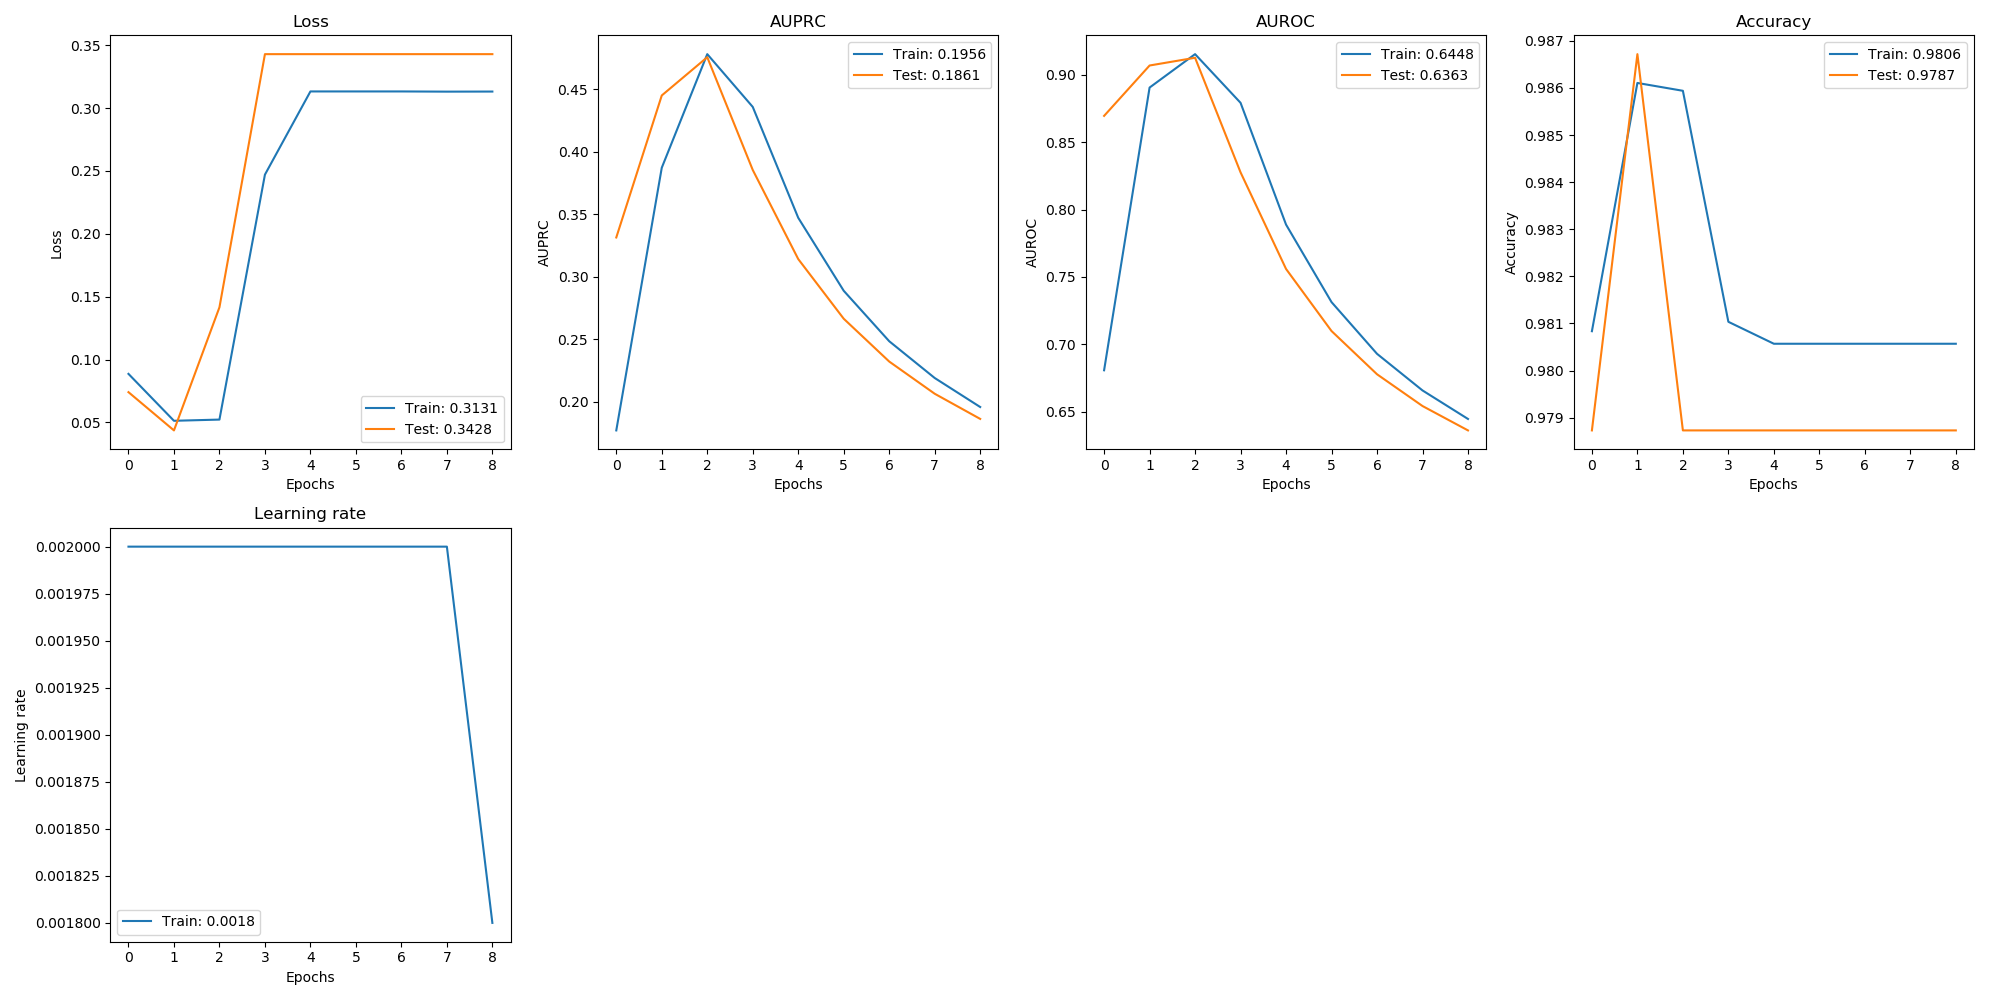 Loss
0.35
0.30
0.25
0.20
0.15
0.10
0.05
Loss
Train: 0.3131
Test: 0.3428
0 1 2 3 4 5 6 7 8
Epochs
AUPRC
0.45
0.40
0.35
0.30
0.25
0.20
AUPRC
Train: 0.1956
Test: 0.1861
0 1 2 3 4 5 6 7 8
Epochs
AUROC
0.90
0.85
0.80
0.75
0.70
0.65
AUROC
Train: 0.6448
Test: 0.6363
0 1 2 3 4 5 6 7 8
Epochs
Accuracy
0.987
0.986
0.985
0.984
0.983
0.982
0.981
0.980
0.979
Accuracy
Train: 0.9806
Test: 0.9787
0 1 2 3 4 5 6 7 8
Epochs
Learning rate
0.002000
0.001975
0.001950
0.001925
0.001900
0.001875
0.001850
0.001825
0.001800
Learning rate
Train: 0.0018
0 1 2 3 4 5 6 7 8
Epochs